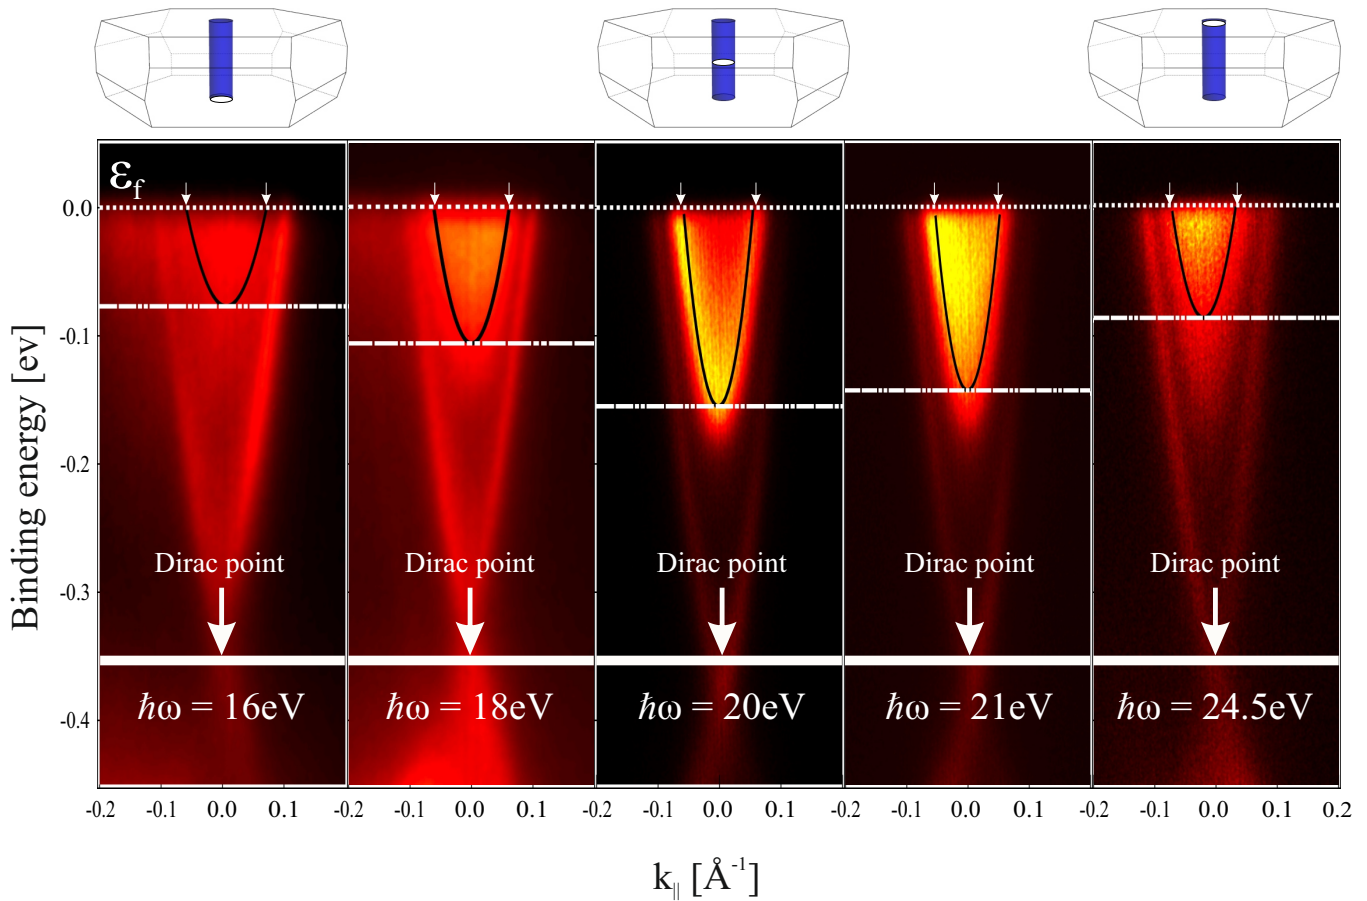 εf
0.0
-0.1
-0.2
-0.3
-0.4
Binding energy [ev]
Dirac point
Dirac point
Dirac point
Dirac point
Dirac point
ħω = 16eV
ħω = 18eV
ħω = 20eV
ħω = 21eV
ħω = 24.5eV
-0.2 -0.1 0.0 0.1 -0.2 -0.1 0.0 0.1 -0.2 -0.1 0.0 0.1 -0.2 -0.1 0.0 0.1 -0.2 -0.1 0.0 0.1 0.2
k|| [Å-1]